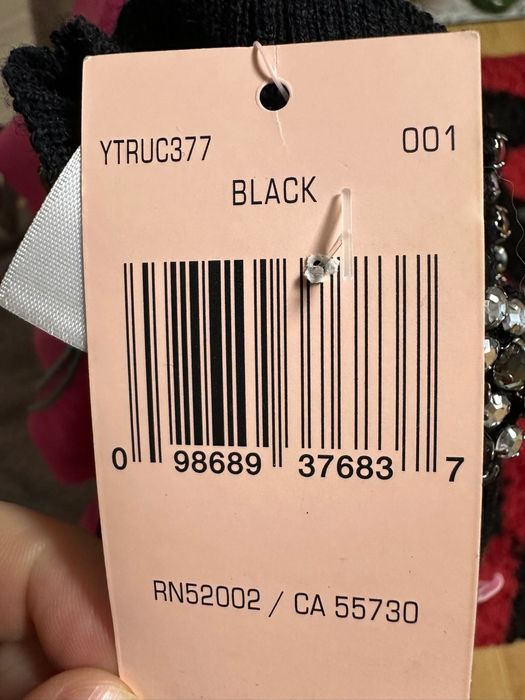 YTRUC377 001
BLACK
0 98689 37683 7
RN52002 / CA 55730